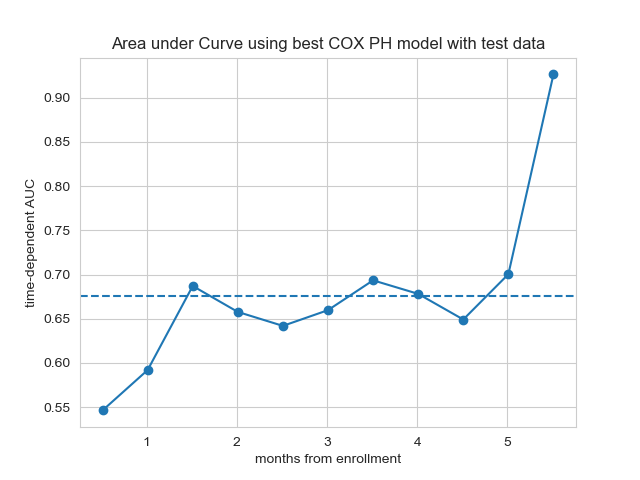 Area under Curve using best COX PH model with test data
time-dependent AUC
0.90
0.85
0.80
0.75
0.70
0.65
0.60
0.55
1 2 3 4 5
months from enrollment